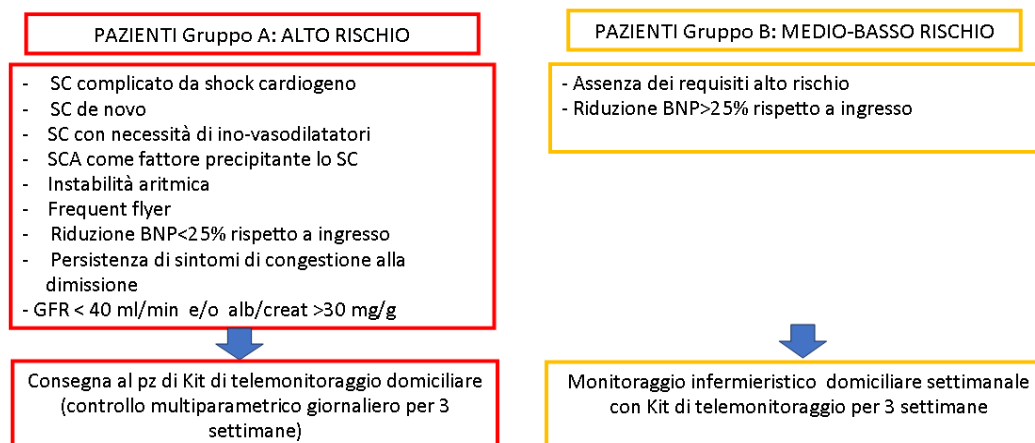 PAZIENTI Gruppo A: ALTO RISCHIO
- SC complicato da shock cardiogeno
- SC de novo
- SC con necessità di ino-vasodilatatori
- SCA come fattore precipitante lo SC
- Instabilità aritmica
- Frequent flyer
- Riduzione BNP<25% rispetto a ingresso
- Persistenza di sintomi di congestione alla
dimissione
- GFR < 40 ml/min e/o alb/creat >30 mg/g
Consegna al pz di Kit di telemonitoraggio domiciliare
(controllo multiparametrico giornaliero per 3
settimane)
PAZIENTI Gruppo B: MEDIO-BASSO RISCHIO
- Assenza dei requisiti alto rischio
- Riduzione BNP>25% rispetto a ingresso
Monitoraggio infermieristico domiciliare settimanale
con Kit di telemonitoraggio per 3 settimane